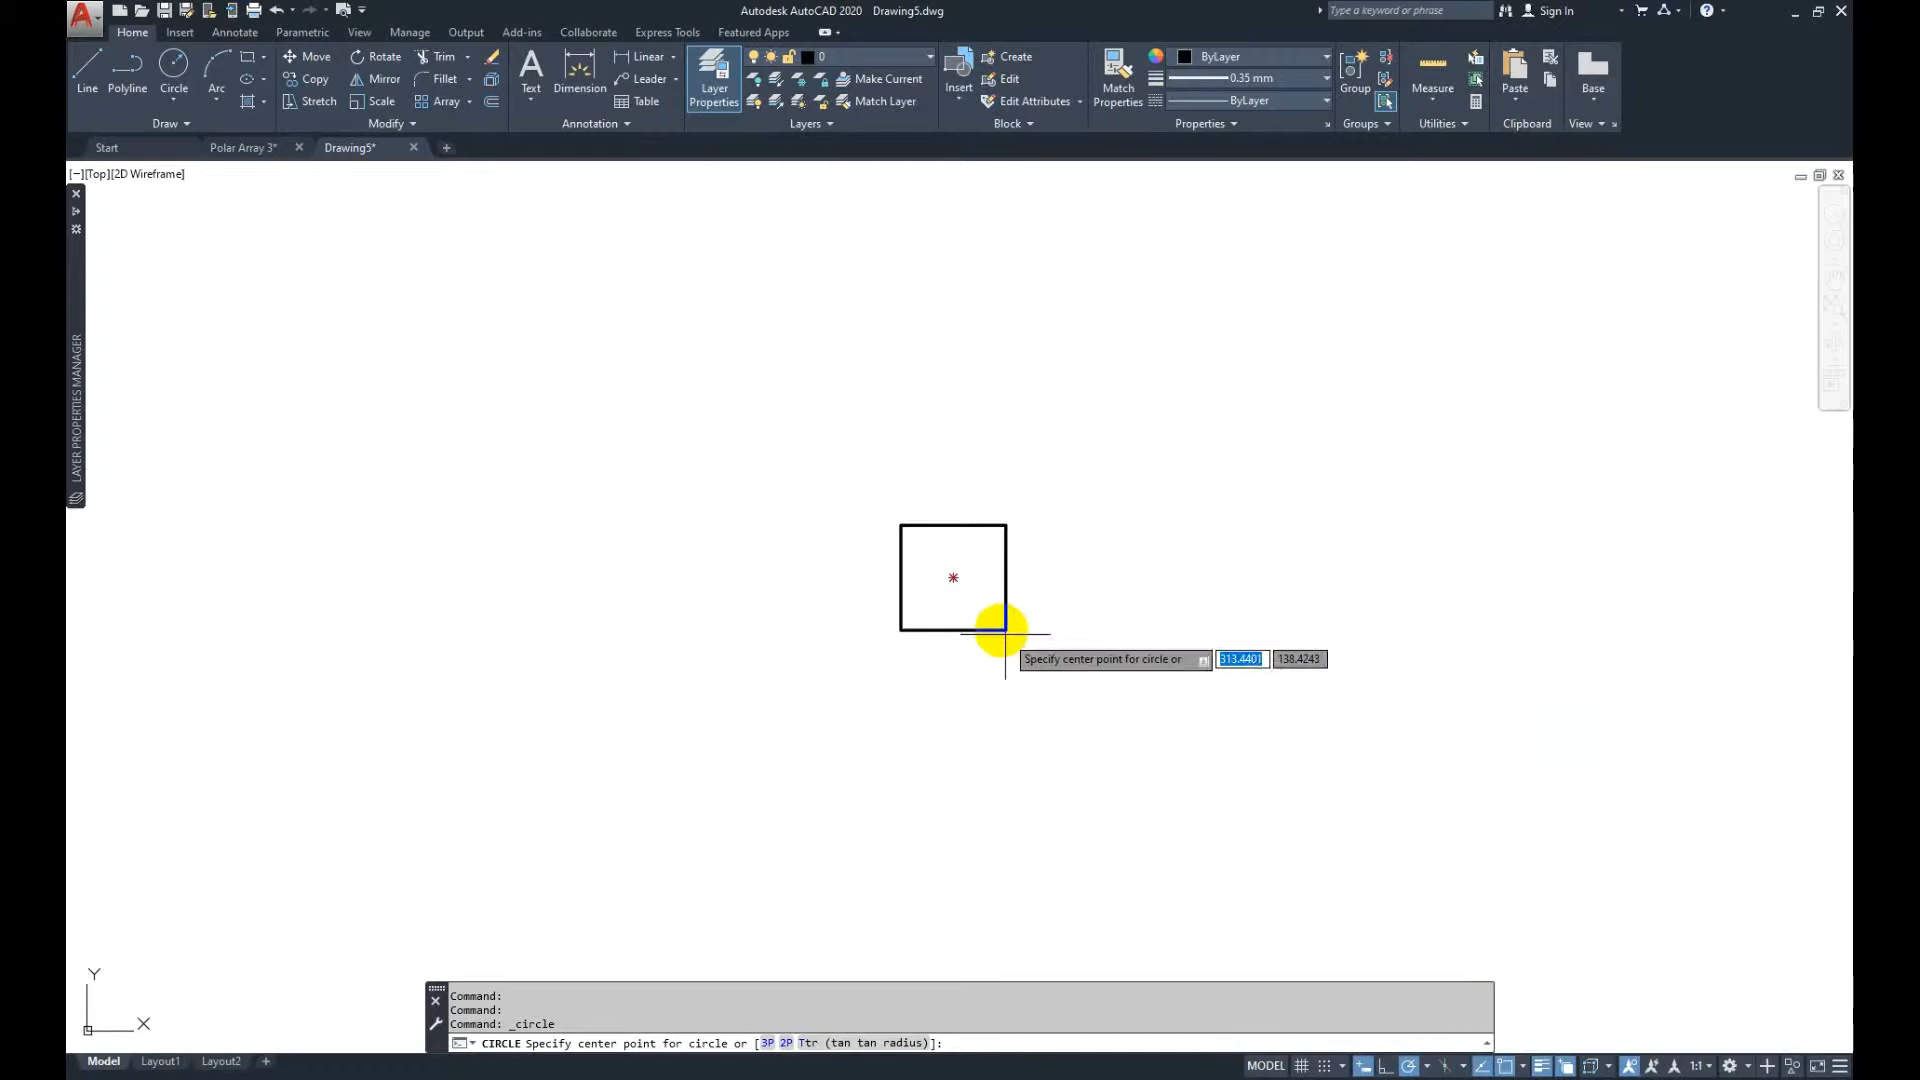 Autodesk AutoCAD 2020 Drawing5.dwg
Type a keyword or phrase
Sign In
Home Insert Annotate Parametric View Manage Output Add-ins Collaborate Express Tools Featured Apps
Line Polyline Circle Arc
Move Rotate Trim
Copy Mirror Fillet
Stretch Scale Array
Text Dimension
Linear
Leader
Table
Layer Properties
0
Make Current
Match Layer
Insert
Create
Edit
Edit Attributes
Match Properties
ByLayer
0.35 mm
ByLayer
Group
Measure
Paste
Base
Draw Modify Annotation Layers Block Properties Groups Utilities Clipboard View
Start Polar Array 3* Drawing5*
[−][Top][2D Wireframe]
LAYER PROPERTIES MANAGER
Specify center point for circle or 313.4401 138.4243
Y
X
Command:
Command:
Command: _circle
CIRCLE Specify center point for circle or [3P 2P Ttr (tan tan radius)]:
Model Layout1 Layout2
MODEL 1:1